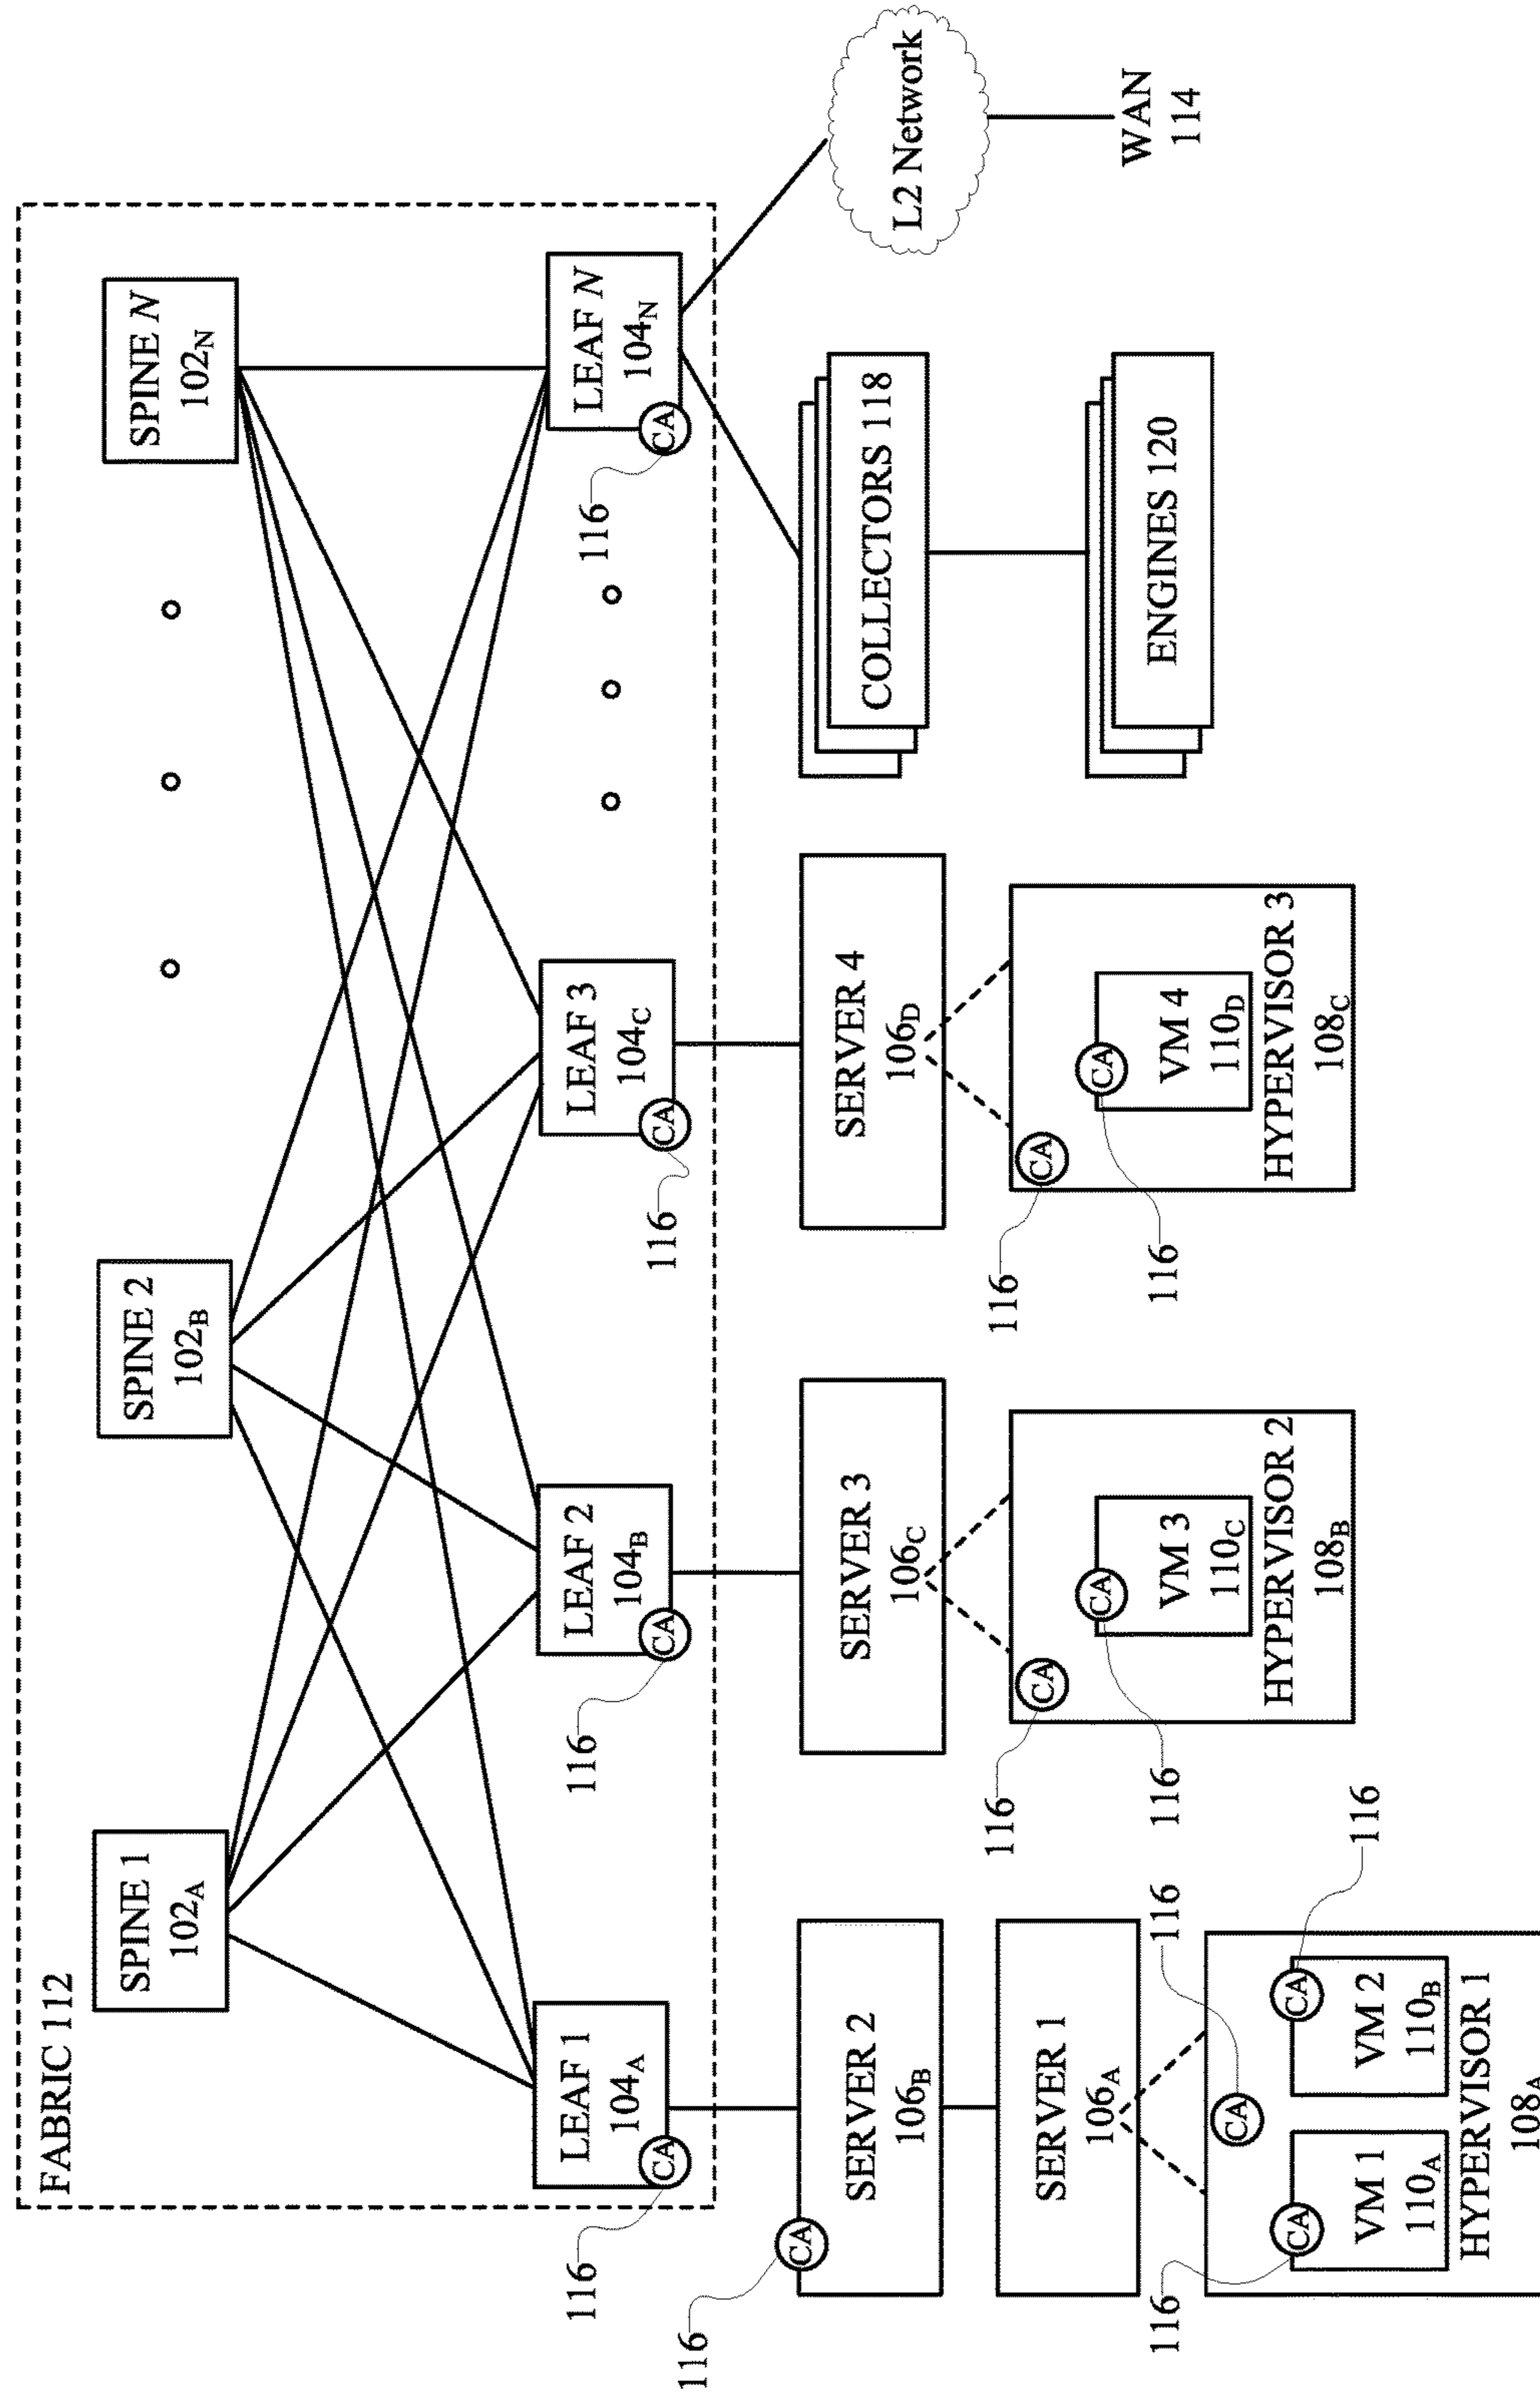 FABRIC 112
SPINE 1
102A
SPINE 2
102B
SPINE N
102N
LEAF 1
104A
CA
116
LEAF 2
104B
CA
116
LEAF 3
104C
CA
116
LEAF N
104N
CA
116
SERVER 2
106B
CA
116
SERVER 1
106A
HYPERVISOR 1
108A
CA
116
VM 1
110A
CA
116
VM 2
110B
CA
116
SERVER 3
106C
CA
116
CA
116
VM 3
110C
HYPERVISOR 2
108B
SERVER 4
106D
CA
116
CA
116
VM 4
110D
HYPERVISOR 3
108C
COLLECTORS 118
ENGINES 120
L2 Network
WAN
114